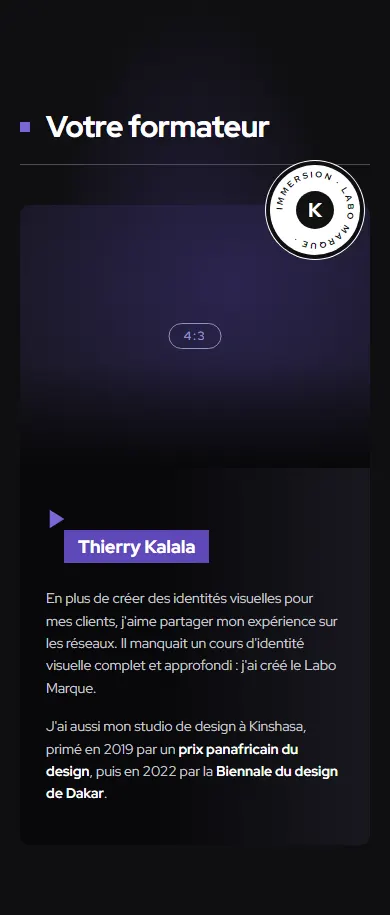 Votre formateur
IMMERSION · LABO MARQUE ·
K
4:3
Thierry Kalala
En plus de créer des identités visuelles pour
mes clients, j'aime partager mon expérience sur
les réseaux. Il manquait un cours d'identité
visuelle complet et approfondi : j'ai créé le Labo
Marque.
J'ai aussi mon studio de design à Kinshasa,
primé en 2019 par un prix panafricain du
design, puis en 2022 par la Biennale du design
de Dakar.